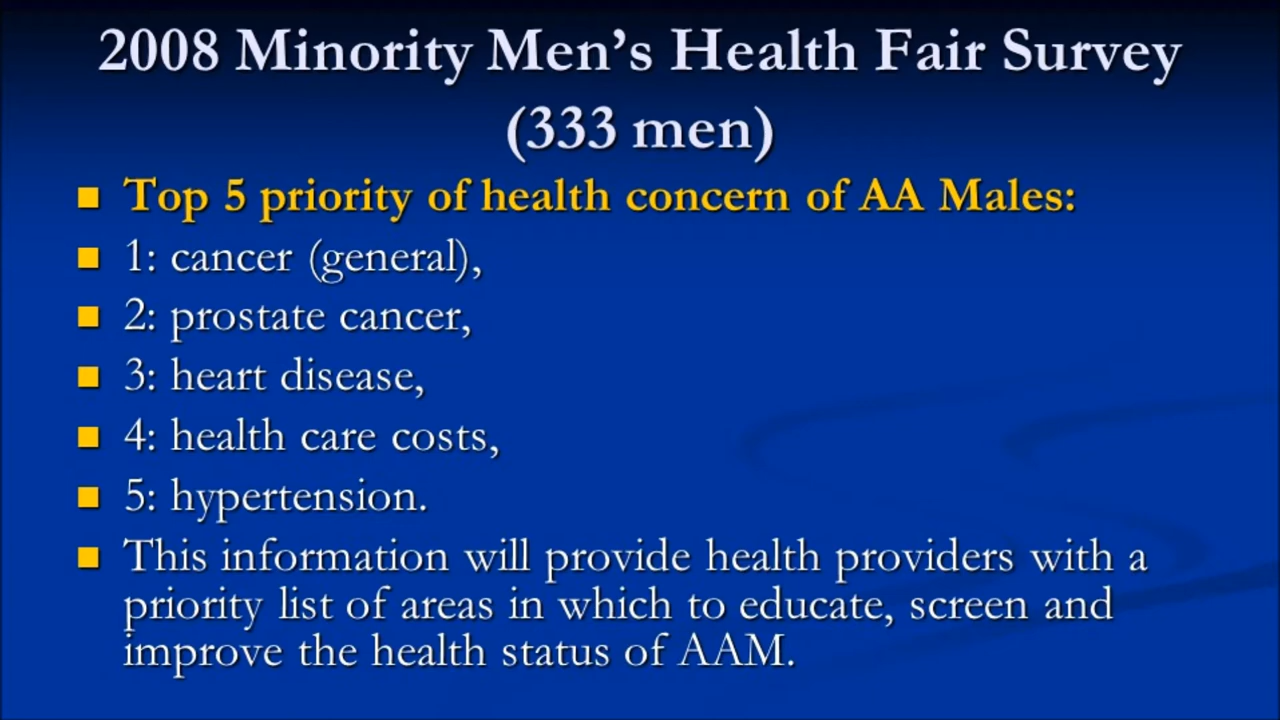 2008 Minority Men’s Health Fair Survey
(333 men)
Top 5 priority of health concern of AA Males:
1: cancer (general),
2: prostate cancer,
3: heart disease,
4: health care costs,
5: hypertension.
This information will provide health providers with a
priority list of areas in which to educate, screen and
improve the health status of AAM.